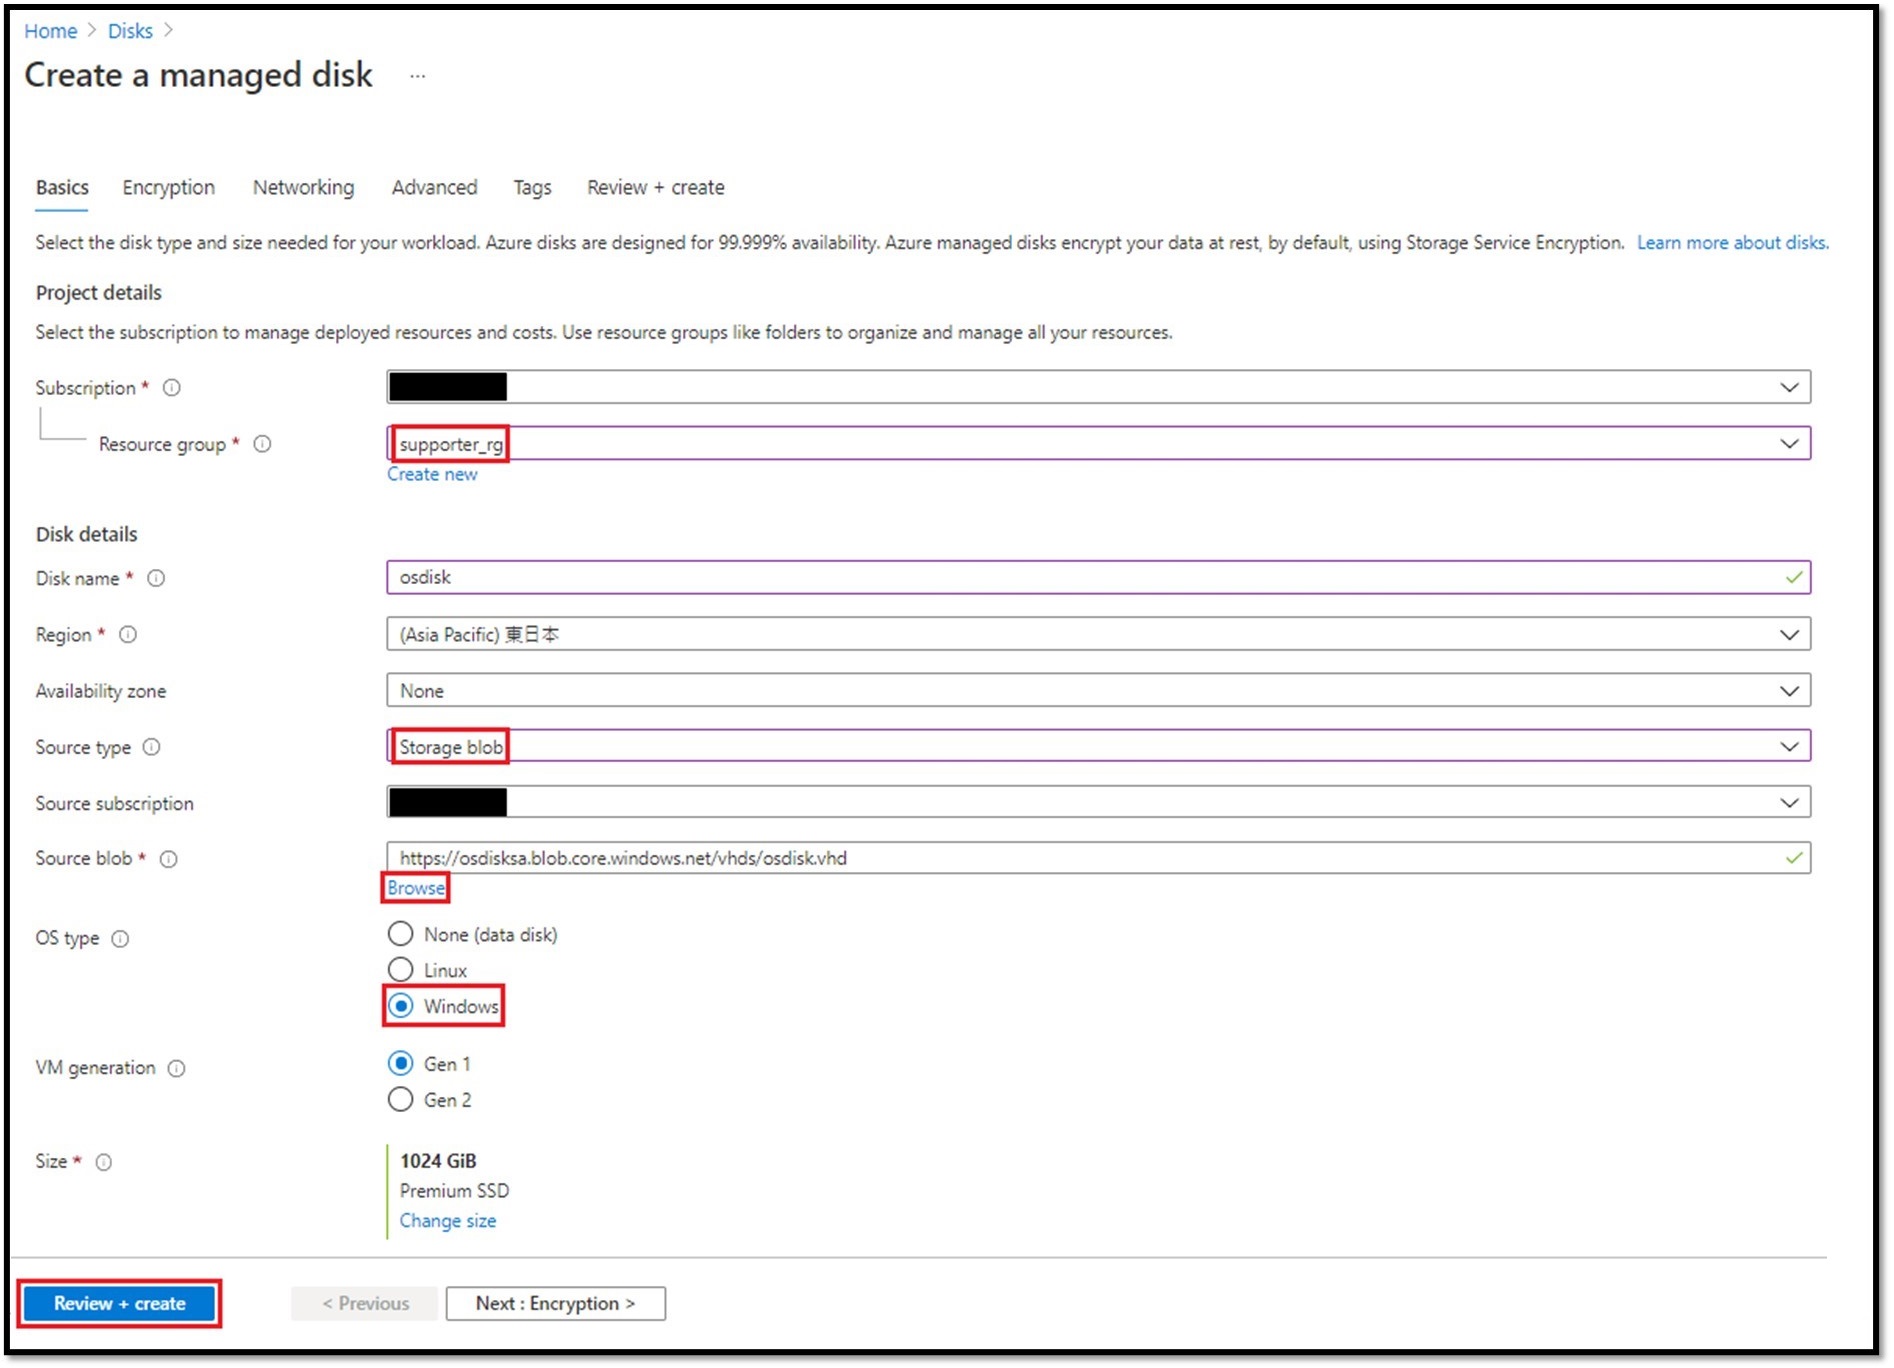 Home > Disks >
Create a managed disk ...
Basics Encryption Networking Advanced Tags Review + create
Select the disk type and size needed for your workload. Azure disks are designed for 99.999% availability. Azure managed disks encrypt your data at rest, by default, using Storage Service Encryption. Learn more about disks.
Project details
Select the subscription to manage deployed resources and costs. Use resource groups like folders to organize and manage all your resources.
Subscription *
Resource group * supporter_rg
Create new
Disk details
Disk name * osdisk
Region * (Asia Pacific) 東日本
Availability zone None
Source type Storage blob
Source subscription
Source blob * https://osdisksa.blob.core.windows.net/vhds/osdisk.vhd
Browse
OS type None (data disk)
Linux
Windows
VM generation Gen 1
Gen 2
Size * 1024 GiB
Premium SSD
Change size
Review + create < Previous Next : Encryption >